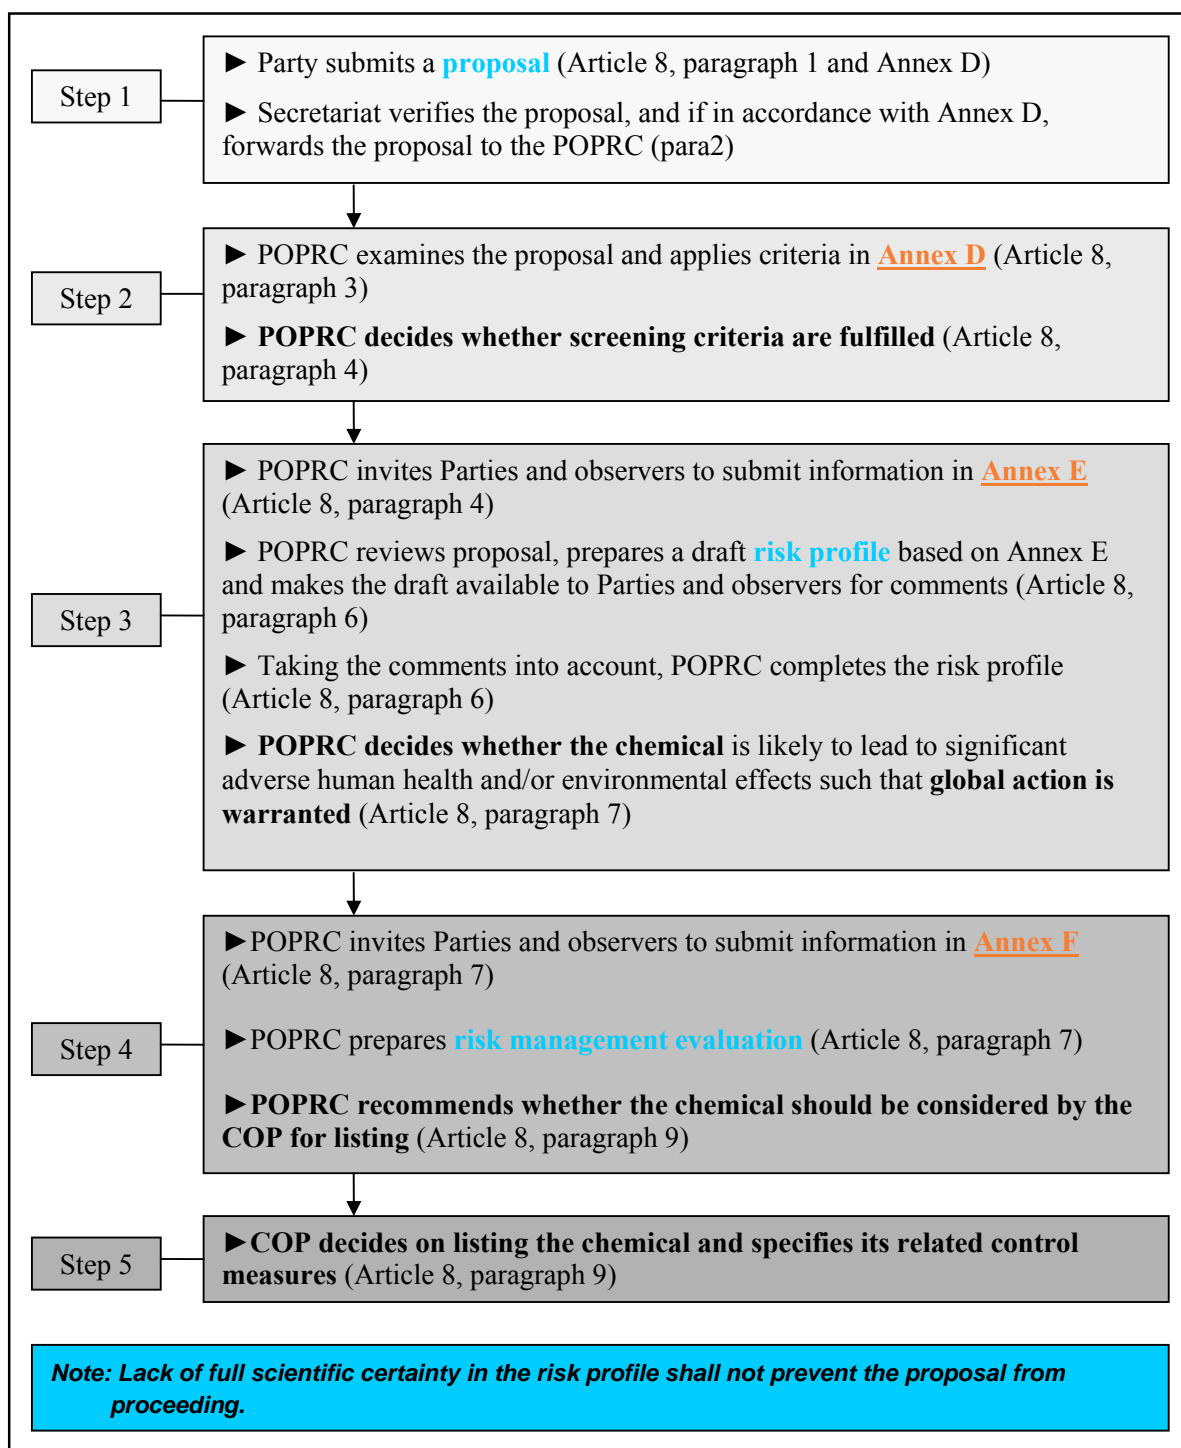 Step 1
► Party submits a proposal (Article 8, paragraph 1 and Annex D)
► Secretariat verifies the proposal, and if in accordance with Annex D,
forwards the proposal to the POPRC (para2)
Step 2
► POPRC examines the proposal and applies criteria in Annex D (Article 8,
paragraph 3)
► POPRC decides whether screening criteria are fulfilled (Article 8,
paragraph 4)
Step 3
► POPRC invites Parties and observers to submit information in Annex E
(Article 8, paragraph 4)
► POPRC reviews proposal, prepares a draft risk profile based on Annex E
and makes the draft available to Parties and observers for comments (Article 8,
paragraph 6)
► Taking the comments into account, POPRC completes the risk profile
(Article 8, paragraph 6)
► POPRC decides whether the chemical is likely to lead to significant
adverse human health and/or environmental effects such that global action is
warranted (Article 8, paragraph 7)
Step 4
►POPRC invites Parties and observers to submit information in Annex F
(Article 8, paragraph 7)
►POPRC prepares risk management evaluation (Article 8, paragraph 7)
►POPRC recommends whether the chemical should be considered by the
COP for listing (Article 8, paragraph 9)
Step 5
►COP decides on listing the chemical and specifies its related control
measures (Article 8, paragraph 9)
Note: Lack of full scientific certainty in the risk profile shall not prevent the proposal from
proceeding.